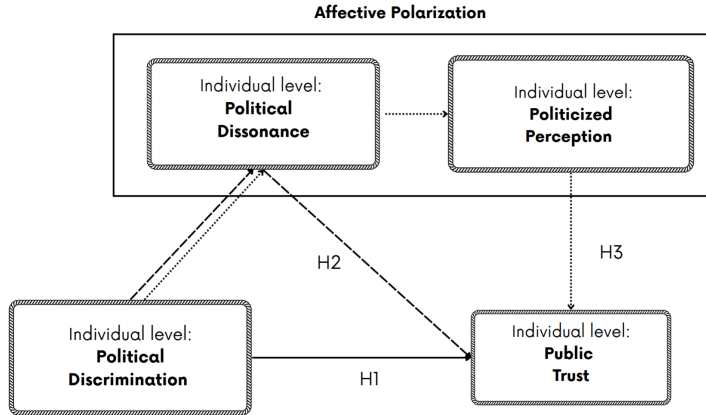 Affective Polarization
Individual level:
Political
Dissonance
Individual level:
Politicized
Perception
H2
H3
Individual level:
Political
Discrimination
H1
Individual level:
Public
Trust